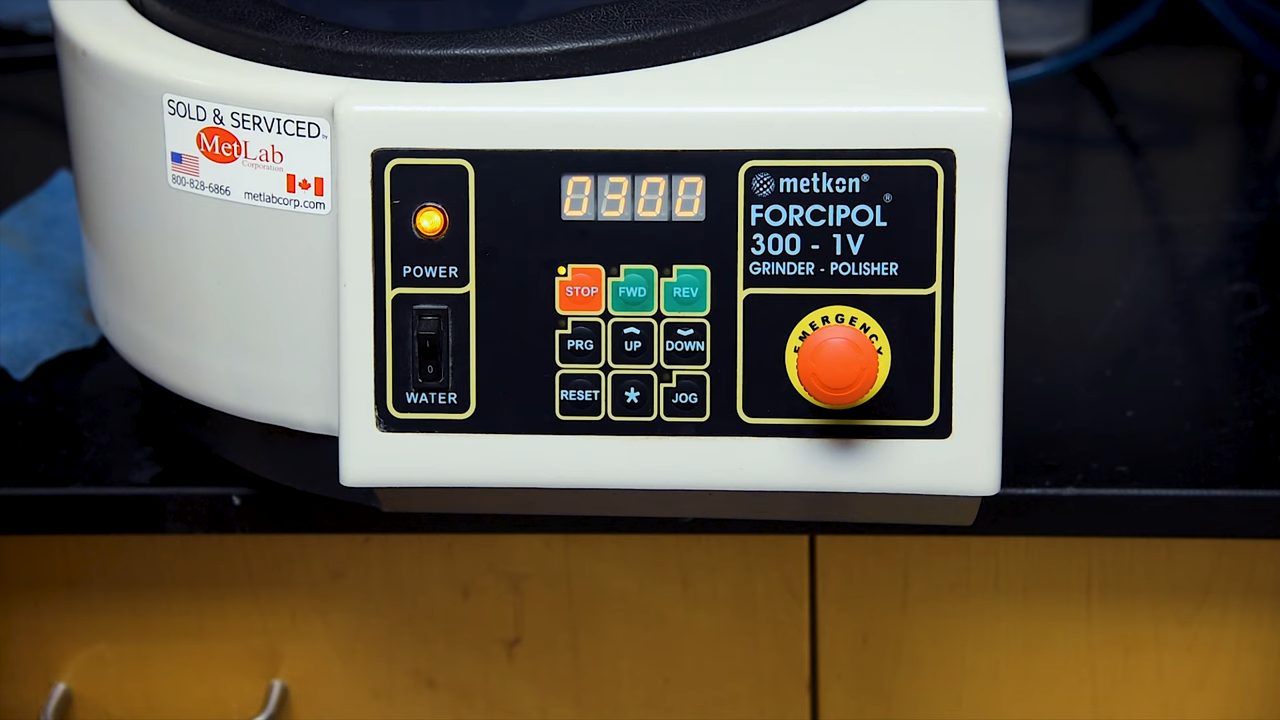 SOLD & SERVICED
MetLab
Corporation
800-828-6866
metlabcorp.com
POWER
I
0
WATER
0300
STOP FWD REV
PRG UP DOWN
RESET * JOG
metkon®
FORCIPOL®
300 - 1V
GRINDER - POLISHER
EMERGENCY